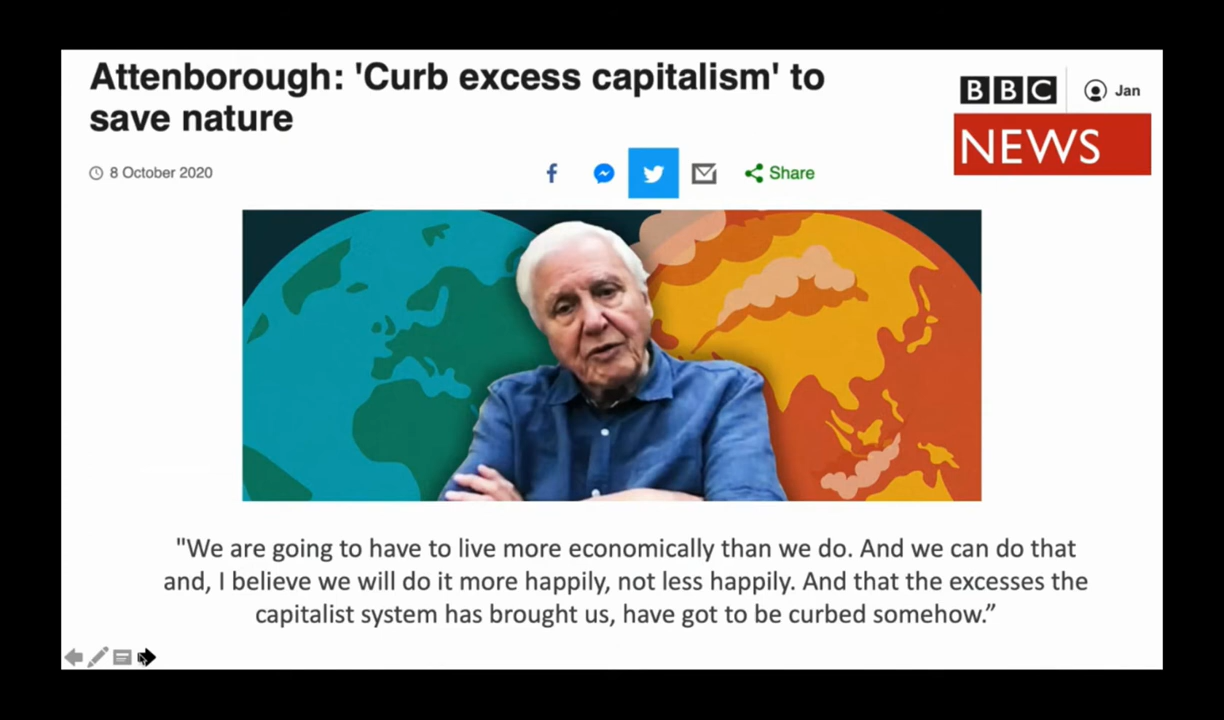 Attenborough: 'Curb excess capitalism' to
save nature
BBC
Jan
NEWS
8 October 2020
Share
"We are going to have to live more economically than we do. And we can do that
and, I believe we will do it more happily, not less happily. And that the excesses the
capitalist system has brought us, have got to be curbed somehow.”